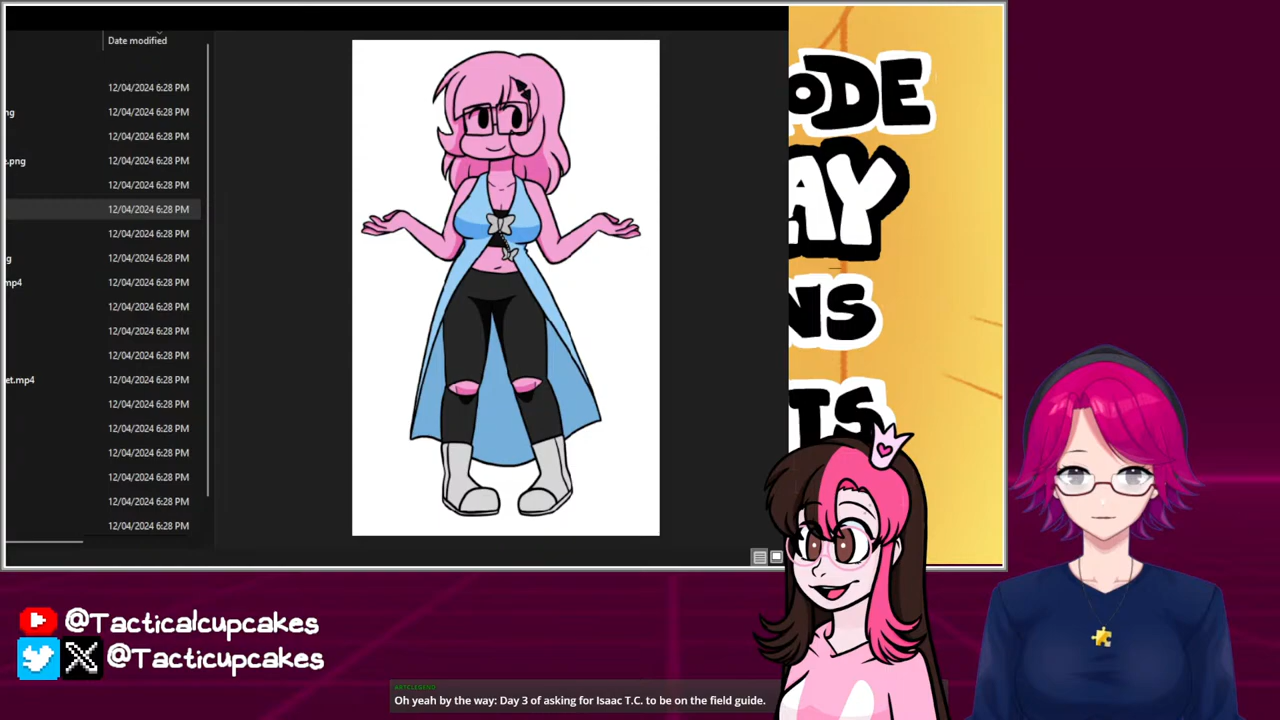 Date modified
12/04/2024 6:28 PM
12/04/2024 6:28 PM
ng
12/04/2024 6:28 PM
12/04/2024 6:28 PM
e.png
12/04/2024 6:28 PM
12/04/2024 6:28 PM
12/04/2024 6:28 PM
12/04/2024 6:28 PM
g
12/04/2024 6:28 PM
mp4
12/04/2024 6:28 PM
12/04/2024 6:28 PM
12/04/2024 6:28 PM
12/04/2024 6:28 PM
et.mp4
12/04/2024 6:28 PM
12/04/2024 6:28 PM
12/04/2024 6:28 PM
12/04/2024 6:28 PM
12/04/2024 6:28 PM
12/04/2024 6:28 PM
ODE
AY
NS
TS
@Tacticalcupcakes
@Tacticupcakes
Oh yeah by the way: Day 3 of asking for Isaac T.C. to be on the field guide.